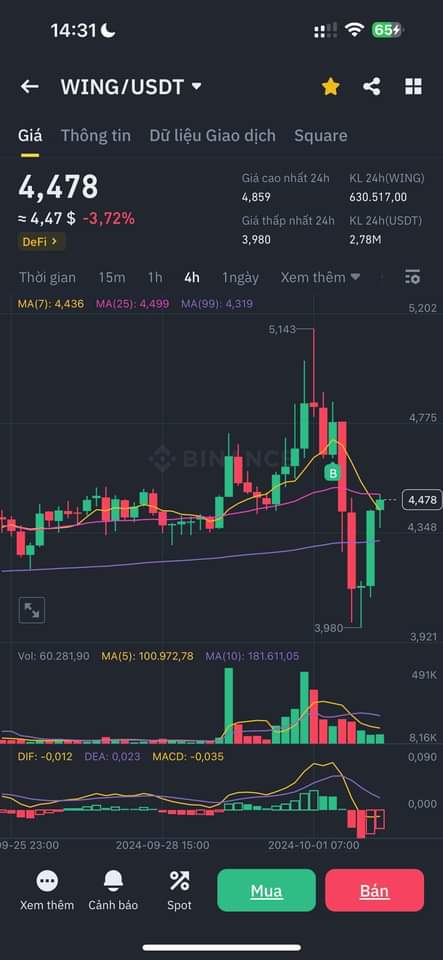 14:31
65
WING/USDT
Giá Thông tin Dữ liệu Giao dịch Square
4,478
≈ 4,47 $ -3,72%
DeFi >
Giá cao nhất 24h KL 24h(WING)
4,859 630.517,00
Giá thấp nhất 24h KL 24h(USDT)
3,980 2,78M
Thời gian 15m 1h 4h 1ngày Xem thêm
MA(7): 4,436 MA(25): 4,499 MA(99): 4,319
5,202
5,143
4,775
BINANCE
B
4,478
4,348
3,980
3,921
Vol: 60.281,90 MA(5): 100.972,78 MA(10): 181.611,05
491K
8,16K
DIF: -0,012 DEA: 0,023 MACD: -0,035
0,090
0,000
09-25 23:00 2024-09-28 15:00 2024-10-01 07:00
Xem thêm Cảnh báo Spot Mua Bán